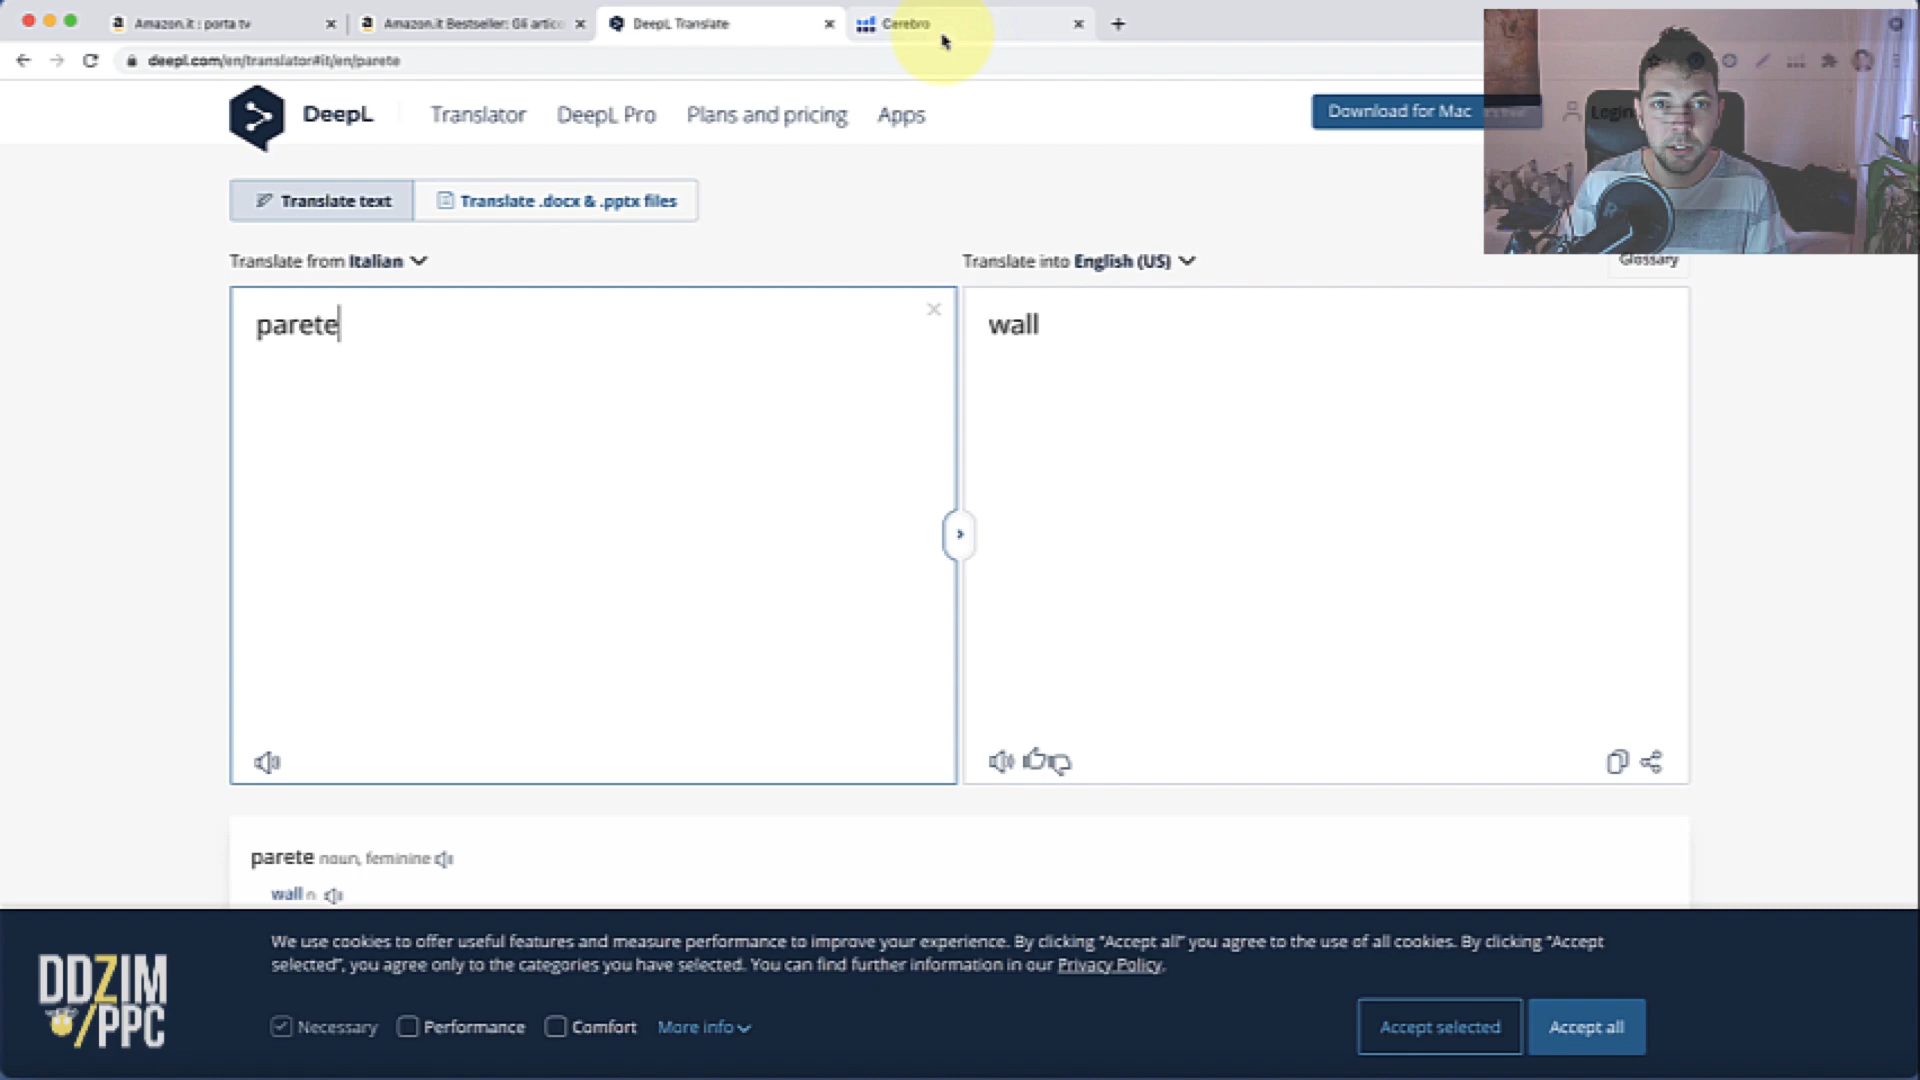 Amazon.it : porta tv
Amazon.it Bestseller: Gli artico
DeepL Translate
Cerebro
deepl.com/en/translator#it/en/parete
DeepL
Translator
DeepL Pro
Plans and pricing
Apps
Download for Mac
Login
Translate text
Translate .docx & .pptx files
Translate from Italian
Translate into English (US)
Glossary
parete
wall
parete noun, feminine
wall n
We use cookies to offer useful features and measure performance to improve your experience. By clicking "Accept all" you agree to the use of all cookies. By clicking "Accept
selected", you agree only to the categories you have selected. You can find further information in our Privacy Policy.
DDZIM
/PPC
Necessary
Performance
Comfort
More info
Accept selected
Accept all